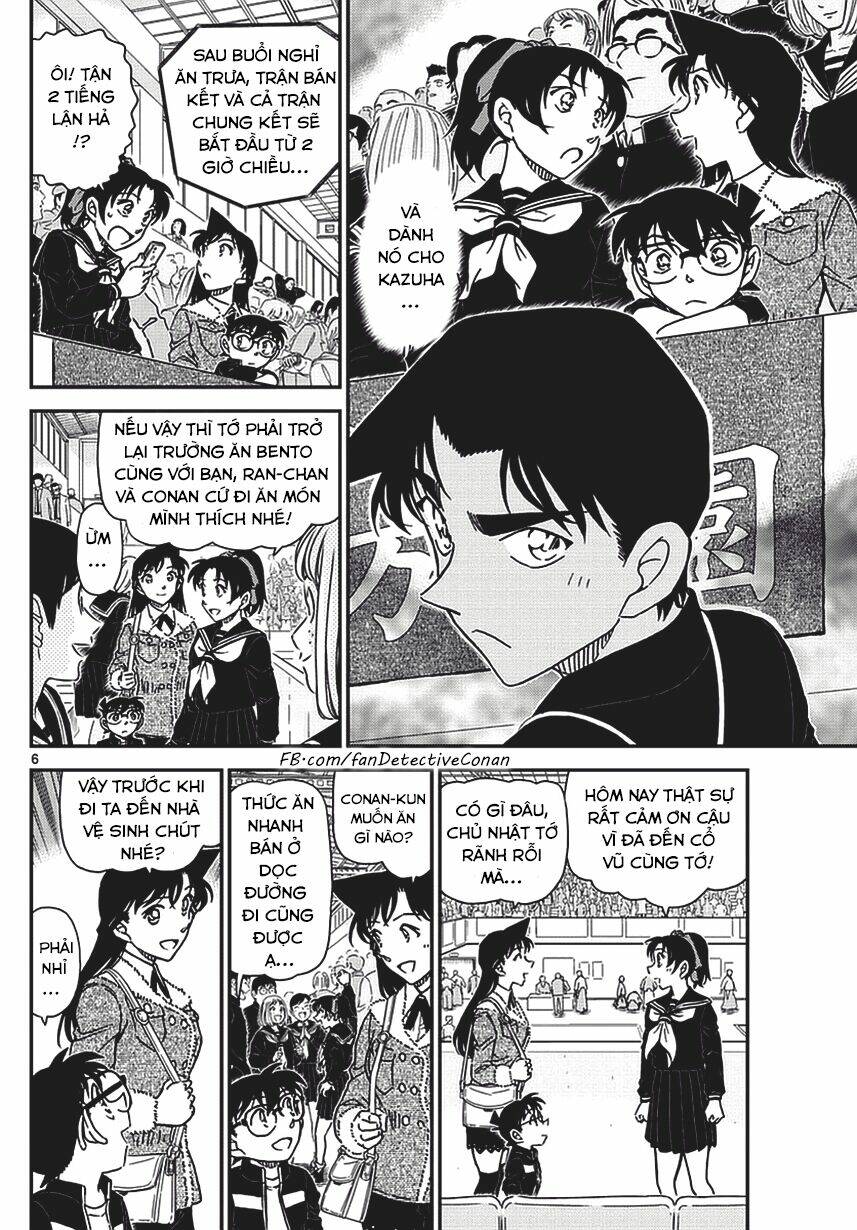 VÀ
DÀNH
NÓ CHO
KAZUHA
...
园
SAU BUỔI NGHỈ
ĂN TRƯA, TRẬN BÁN
KẾT VÀ CẢ TRẬN
CHUNG KẾT SẼ
BẮT ĐẦU TỪ 2
GIỜ CHIỀU...
ÔI! TẬN
2 TIẾNG
LẬN HẢ
!?
NẾU VẬY THÌ TỚ PHẢI TRỞ
LẠI TRƯỜNG ĂN BENTO
CÙNG VỚI BẠN, RAN-CHAN
VÀ CONAN CỨ ĐI ĂN MÓN
MÌNH THÍCH NHÉ!
ỪM
...
6
FB.com/fanDetectiveConan
HÔM NAY THẬT SỰ
RẤT CẢM ƠN CẬU
VÌ ĐÃ ĐẾN CỔ
VŨ CÙNG TỚ!
CÓ GÌ ĐÂU,
CHỦ NHẬT TỚ
RÃNH RỖI
MÀ...
CONAN-KUN
MUỐN ĂN
GÌ NÀO?
THỨC ĂN
NHANH
BÁN Ở
DỌC
ĐƯỜNG
ĐI CŨNG
ĐƯỢC
Ạ...
VẬY TRƯỚC KHI
ĐI TA ĐẾN NHÀ
VỆ SINH CHÚT
NHÉ?
PHẢI
NHỈ
...